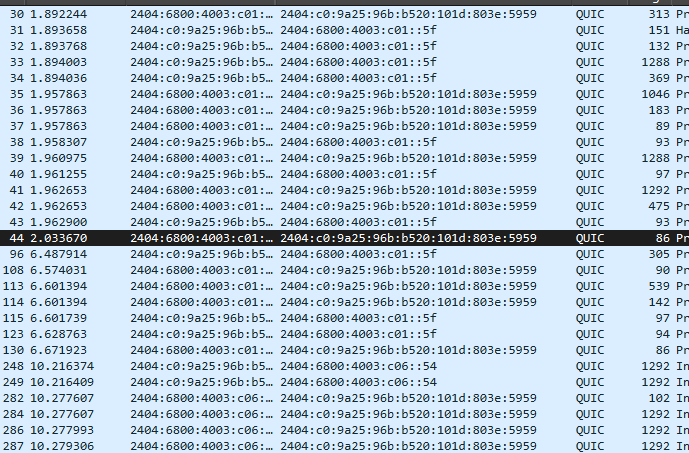 30 1.892244 2404:6800:4003:c01:… 2404:c0:9a25:96b:b520:101d:803e:5959 QUIC 313 Pr
31 1.893658 2404:c0:9a25:96b:b5… 2404:6800:4003:c01::5f QUIC 151 Ha
32 1.893768 2404:c0:9a25:96b:b5… 2404:6800:4003:c01::5f QUIC 132 Pr
33 1.894003 2404:c0:9a25:96b:b5… 2404:6800:4003:c01::5f QUIC 1288 Pr
34 1.894036 2404:c0:9a25:96b:b5… 2404:6800:4003:c01::5f QUIC 369 Pr
35 1.957863 2404:6800:4003:c01:… 2404:c0:9a25:96b:b520:101d:803e:5959 QUIC 1046 Pr
36 1.957863 2404:6800:4003:c01:… 2404:c0:9a25:96b:b520:101d:803e:5959 QUIC 183 Pr
37 1.957863 2404:6800:4003:c01:… 2404:c0:9a25:96b:b520:101d:803e:5959 QUIC 89 Pr
38 1.958307 2404:c0:9a25:96b:b5… 2404:6800:4003:c01::5f QUIC 93 Pr
39 1.960975 2404:6800:4003:c01:… 2404:c0:9a25:96b:b520:101d:803e:5959 QUIC 1288 Pr
40 1.961255 2404:c0:9a25:96b:b5… 2404:6800:4003:c01::5f QUIC 97 Pr
41 1.962653 2404:6800:4003:c01:… 2404:c0:9a25:96b:b520:101d:803e:5959 QUIC 1292 Pr
42 1.962653 2404:6800:4003:c01:… 2404:c0:9a25:96b:b520:101d:803e:5959 QUIC 475 Pr
43 1.962900 2404:c0:9a25:96b:b5… 2404:6800:4003:c01::5f QUIC 93 Pr
44 2.033670 2404:6800:4003:c01:… 2404:c0:9a25:96b:b520:101d:803e:5959 QUIC 86 Pr
96 6.487914 2404:c0:9a25:96b:b5… 2404:6800:4003:c01::5f QUIC 305 Pr
108 6.574031 2404:6800:4003:c01:… 2404:c0:9a25:96b:b520:101d:803e:5959 QUIC 90 Pr
113 6.601394 2404:6800:4003:c01:… 2404:c0:9a25:96b:b520:101d:803e:5959 QUIC 539 Pr
114 6.601394 2404:6800:4003:c01:… 2404:c0:9a25:96b:b520:101d:803e:5959 QUIC 142 Pr
115 6.601739 2404:c0:9a25:96b:b5… 2404:6800:4003:c01::5f QUIC 97 Pr
123 6.628763 2404:c0:9a25:96b:b5… 2404:6800:4003:c01::5f QUIC 94 Pr
130 6.671923 2404:6800:4003:c01:… 2404:c0:9a25:96b:b520:101d:803e:5959 QUIC 86 Pr
248 10.216374 2404:c0:9a25:96b:b5… 2404:6800:4003:c06::54 QUIC 1292 In
249 10.216409 2404:c0:9a25:96b:b5… 2404:6800:4003:c06::54 QUIC 1292 In
282 10.277607 2404:6800:4003:c06:… 2404:c0:9a25:96b:b520:101d:803e:5959 QUIC 102 In
284 10.277607 2404:6800:4003:c06:… 2404:c0:9a25:96b:b520:101d:803e:5959 QUIC 1292 In
286 10.277993 2404:6800:4003:c06:… 2404:c0:9a25:96b:b520:101d:803e:5959 QUIC 1292 In
287 10.279306 2404:6800:4003:c06:… 2404:c0:9a25:96b:b520:101d:803e:5959 QUIC 1292 In